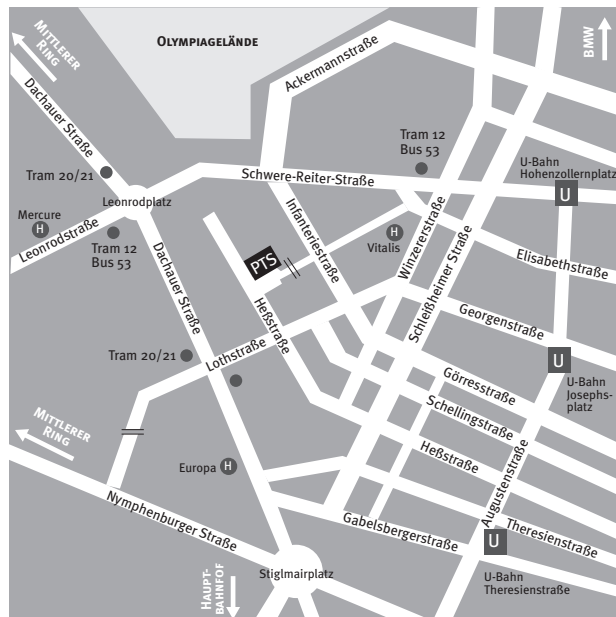 MITTLERER
RING
OLYMPIAGELÄNDE
BMW
Ackermannstraße
Dachauer Straße
Tram 12
Bus 53
U-Bahn
Hohenzollernplatz
U
Tram 20/21
Schwere-Reiter-Straße
Leonrodplatz
Mercure
H
Leonrodstraße
Tram 12
Bus 53
Infanteriestraße
H
Vitalis
Winzererstraße
Schleißheimer Straße
Elisabethstraße
Dachauer Straße
PTS
Heßstraße
Georgenstraße
Tram 20/21
Lothstraße
U
U-Bahn
Josephs-
platz
Görresstraße
Schellingstraße
Heßstraße
MITTLERER
RING
Europa
H
Augustenstraße
Nymphenburger Straße
Gabelsbergerstraße
Theresienstraße
U
U-Bahn
Theresienstraße
Stiglmairplatz
HAUPT-
BAHNFOF